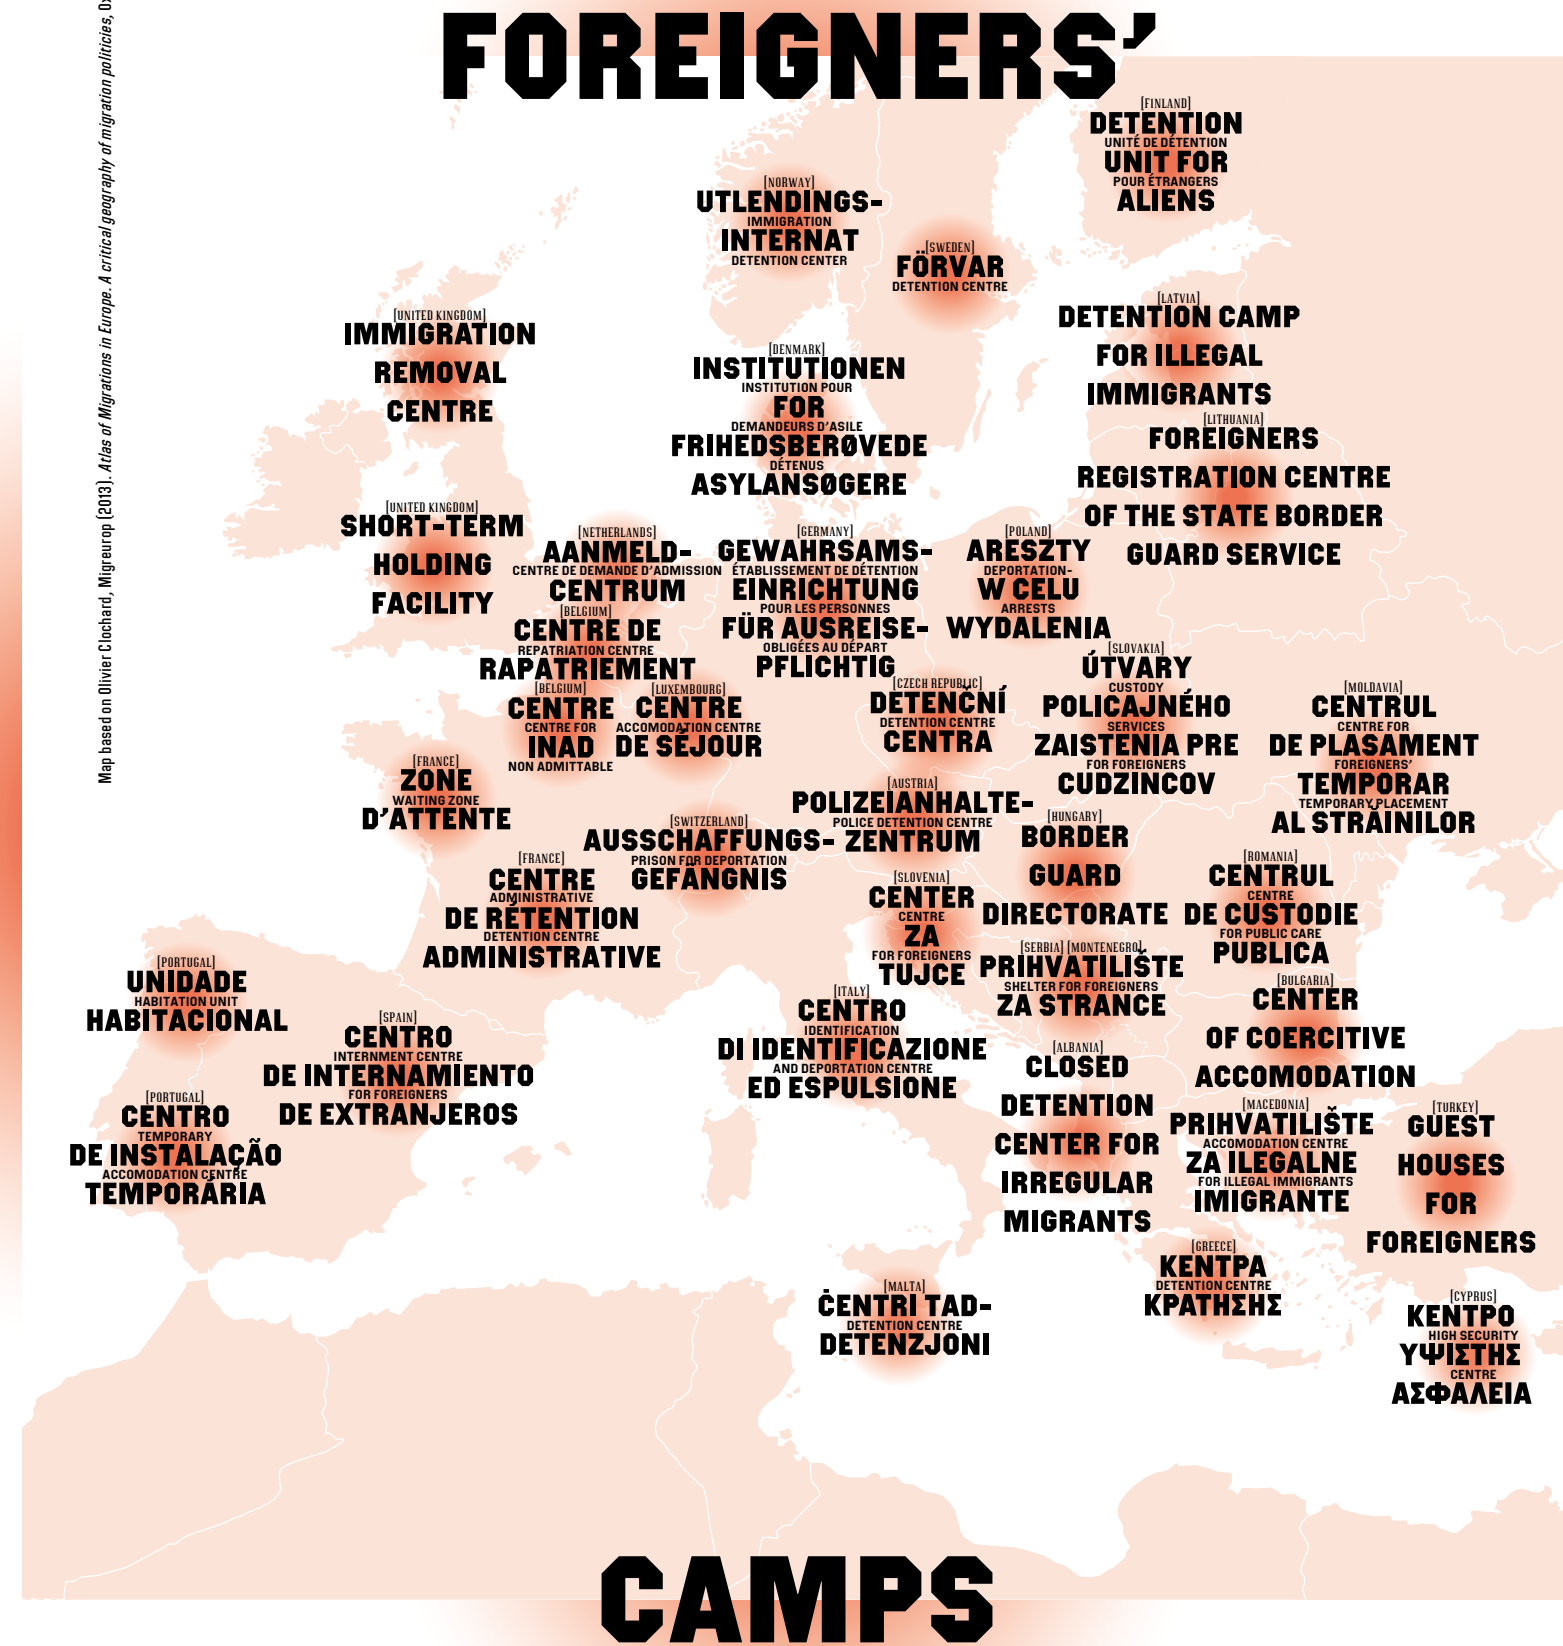 FOREIGNERS’
Map based on Olivier Clochard, Migreurop (2013). Atlas of Migrations in Europe. A critical geography of migration politicies,
[FINLAND]
DETENTION
UNITÉ DE DÉTENTION
UNIT FOR
POUR ÉTRANGERS
ALIENS
[NORWAY]
UTLENDINGS-
IMMIGRATION
INTERNAT
DETENTION CENTER
[SWEDEN]
FÖRVAR
DETENTION CENTRE
[LATVIA]
DETENTION CAMP
FOR ILLEGAL
IMMIGRANTS
[UNITED KINGDOM]
IMMIGRATION
REMOVAL
CENTRE
[DENMARK]
INSTITUTIONEN
INSTITUTION POUR
FOR
DEMANDEURS D’ASILE
FRIHEDSBERØVEDE
DÉTENUS
ASYLANSØGERE
[LITHUANIA]
FOREIGNERS
REGISTRATION CENTRE
OF THE STATE BORDER
GUARD SERVICE
[UNITED KINGDOM]
SHORT-TERM
HOLDING
FACILITY
[NETHERLANDS]
AANMELD-
CENTRE DE DEMANDE D’ADMISSION
CENTRUM
[GERMANY]
GEWAHRSAMS-
ÉTABLISSEMENT DE DÉTENTION
EINRICHTUNG
POUR LES PERSONNES
FÜR AUSREISE-
OBLIGÉES AU DÉPART
PFLICHTIG
[POLAND]
ARESZTY
DEPORTATION-
W CELU
ARRESTS
WYDALENIA
[BELGIUM]
CENTRE DE
REPATRIATION CENTRE
RAPATRIEMENT
[BELGIUM]
CENTRE
CENTRE FOR
INAD
NON ADMITTABLE
[LUXEMBOURG]
CENTRE
ACCOMODATION CENTRE
DE SÉJOUR
[CZECH REPUBLIC]
DETENČNÍ
DETENTION CENTRE
CENTRA
[SLOVAKIA]
ÚTVARY
CUSTODY
POLICAJNÉHO
SERVICES
ZAISTENIA PRE
FOR FOREIGNERS
CUDZINCOV
[MOLDAVIA]
CENTRUL
CENTRE FOR
DE PLASAMENT
FOREIGNERS’
TEMPORAR
TEMPORARY PLACEMENT
AL STRĂINILOR
[FRANCE]
ZONE
WAITING ZONE
D’ATTENTE
[AUSTRIA]
POLIZEIANHALTE-
POLICE DETENTION CENTRE
ZENTRUM
[SWITZERLAND]
AUSSCHAFFUNGS-
PRISON FOR DEPORTATION
GEFÄNGNIS
[HUNGARY]
BORDER
GUARD
DIRECTORATE
[FRANCE]
CENTRE
ADMINISTRATIVE
DE RÉTENTION
DETENTION CENTRE
ADMINISTRATIVE
[SLOVENIA]
CENTER
CENTRE
ZA
FOR FOREIGNERS
TUJCE
[ROMANIA]
CENTRUL
CENTRE
DE CUSTODIE
FOR PUBLIC CARE
PUBLICA
[SERBIA] [MONTENEGRO]
PRIHVATILIŠTE
SHELTER FOR FOREIGNERS
ZA STRANCE
[PORTUGAL]
UNIDADE
HABITATION UNIT
HABITACIONAL
[BULGARIA]
CENTER
OF COERCITIVE
ACCOMODATION
[ITALY]
CENTRO
IDENTIFICATION
DI IDENTIFICAZIONE
AND DEPORTATION CENTRE
ED ESPULSIONE
[SPAIN]
CENTRO
INTERNMENT CENTRE
DE INTERNAMIENTO
FOR FOREIGNERS
DE EXTRANJEROS
[ALBANIA]
CLOSED
DETENTION
CENTER FOR
IRREGULAR
MIGRANTS
[PORTUGAL]
CENTRO
TEMPORARY
DE INSTALAÇÃO
ACCOMODATION CENTRE
TEMPORÁRIA
[MACEDONIA]
PRIHVATILIŠTE
ACCOMODATION CENTRE
ZA ILEGALNE
FOR ILLEGAL IMMIGRANTS
IMIGRANTE
[TURKEY]
GUEST
HOUSES
FOR
FOREIGNERS
[GREECE]
ΚΕΝΤΡΑ
DETENTION CENTRE
ΚΡΑΤΗΣΗΣ
[MALTA]
ĊENTRI TAD-
DETENTION CENTRE
DETENZJONI
[CYPRUS]
ΚΕΝΤΡΟ
HIGH SECURITY
ΥΨΙΣΤΗΣ
CENTRE
ΑΣΦΑΛΕΙΑ
CAMPS